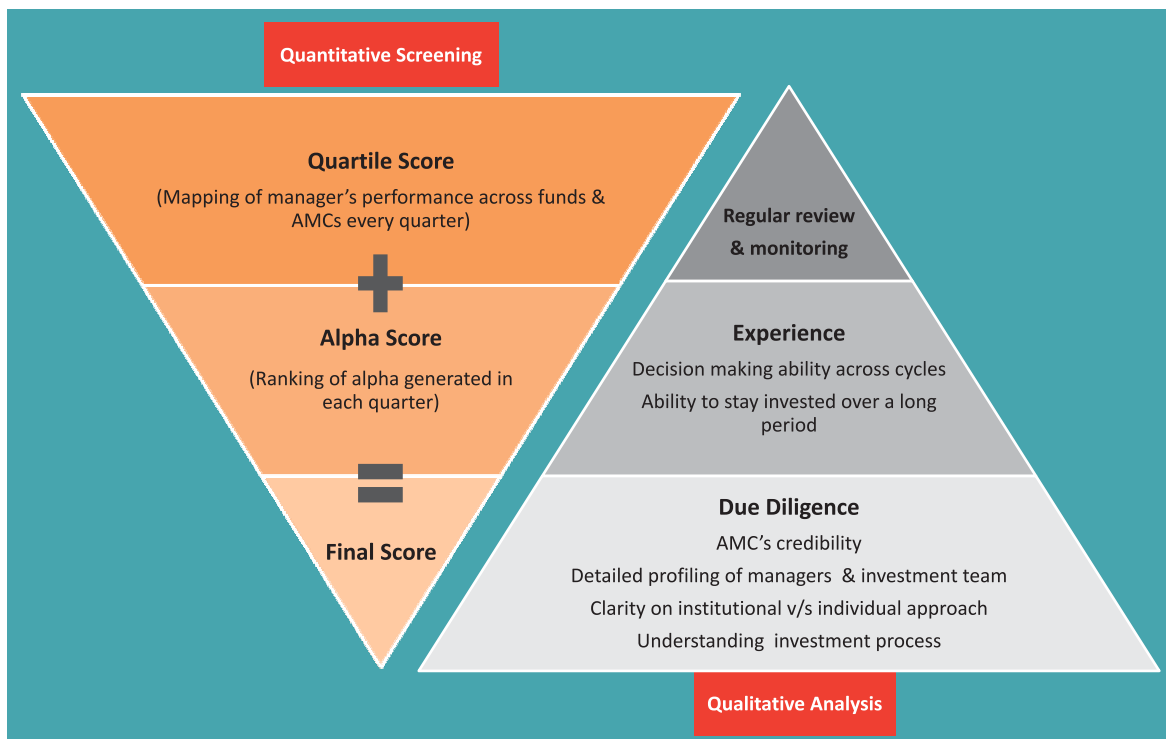 Quantitative Screening
Quartile Score
(Mapping of manager’s performance across funds &
AMCs every quarter)
+
Alpha Score
(Ranking of alpha generated in
each quarter)
=
Final Score
Regular review
& monitoring
Experience
Decision making ability across cycles
Ability to stay invested over a long
period
Due Diligence
AMC’s credibility
Detailed profiling of managers & investment team
Clarity on institutional v/s individual approach
Understanding investment process
Qualitative Analysis